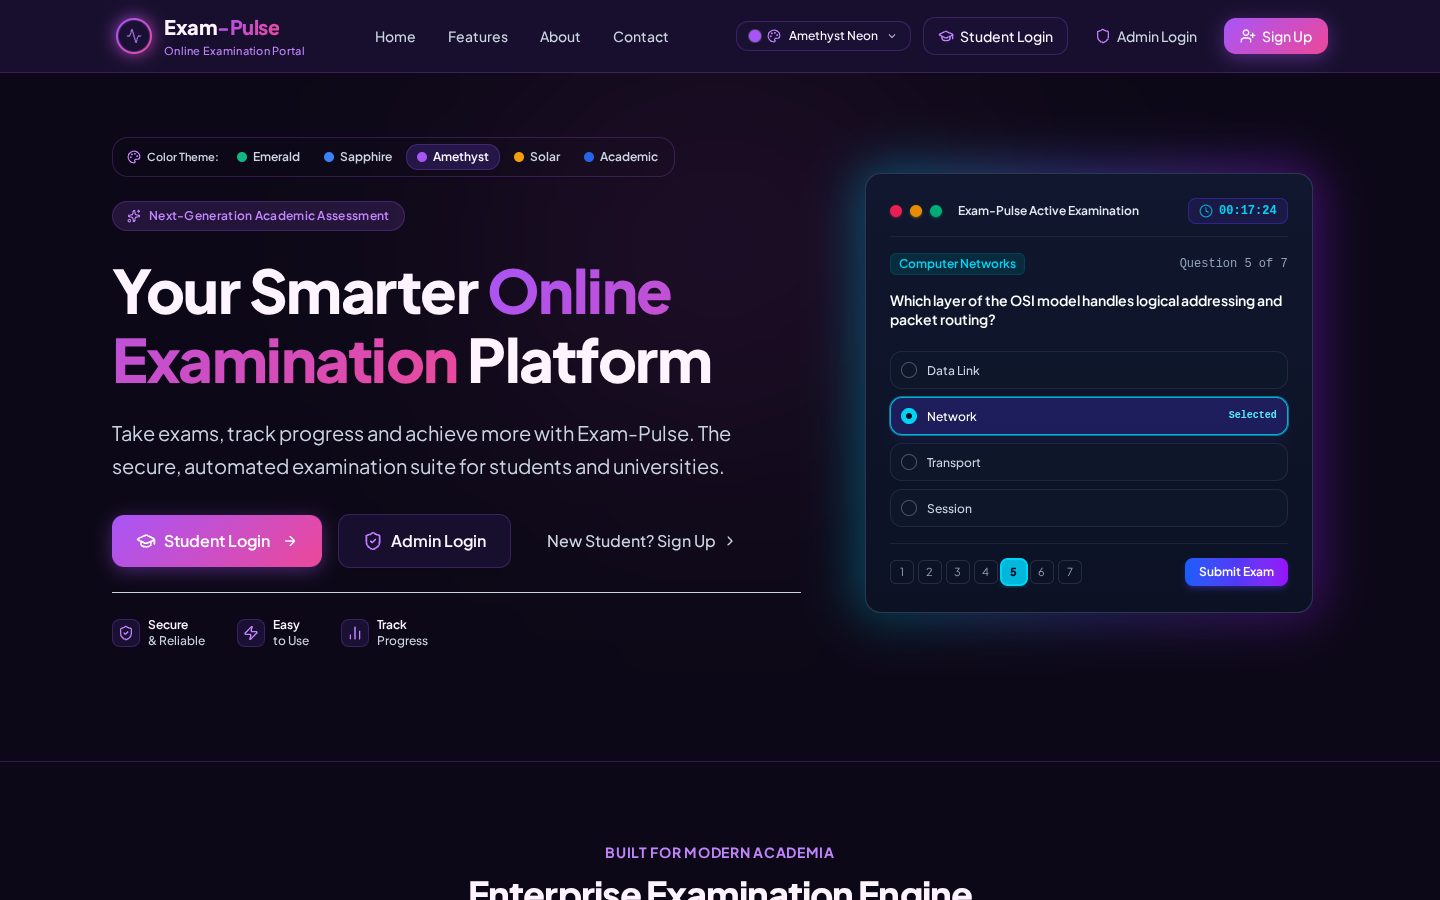 Exam-Pulse
Online Examination Portal
Home
Features
About
Contact
Amethyst Neon
Student Login
Admin Login
Sign Up
Color Theme:
Emerald
Sapphire
Amethyst
Solar
Academic
Next-Generation Academic Assessment
Your Smarter Online
Examination Platform
Take exams, track progress and achieve more with Exam-Pulse. The
secure, automated examination suite for students and universities.
Student Login
Admin Login
New Student? Sign Up
Secure
& Reliable
Easy
to Use
Track
Progress
Exam-Pulse Active Examination
00:17:24
Computer Networks
Question 5 of 7
Which layer of the OSI model handles logical addressing and
packet routing?
Data Link
Network
Selected
Transport
Session
1
2
3
4
5
6
7
Submit Exam
BUILT FOR MODERN ACADEMIA
Enterprise Examination Engine